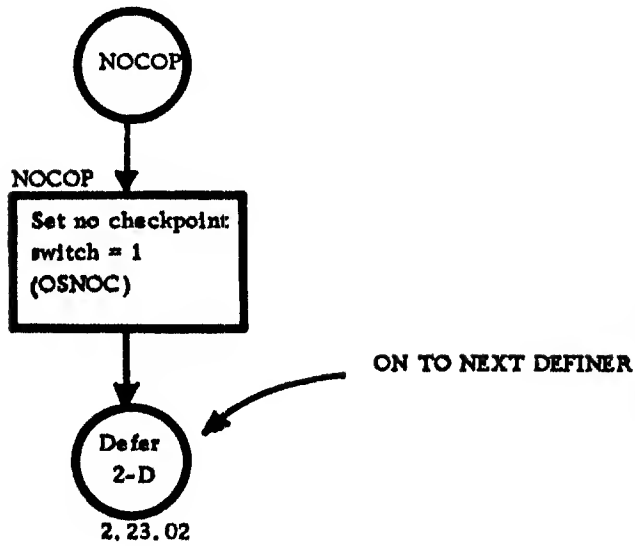 NOCOP
NOCOP
Set no checkpoint
switch = 1
(OSNOC)
ON TO NEXT DEFINER
Defer
2-D
2.23.02